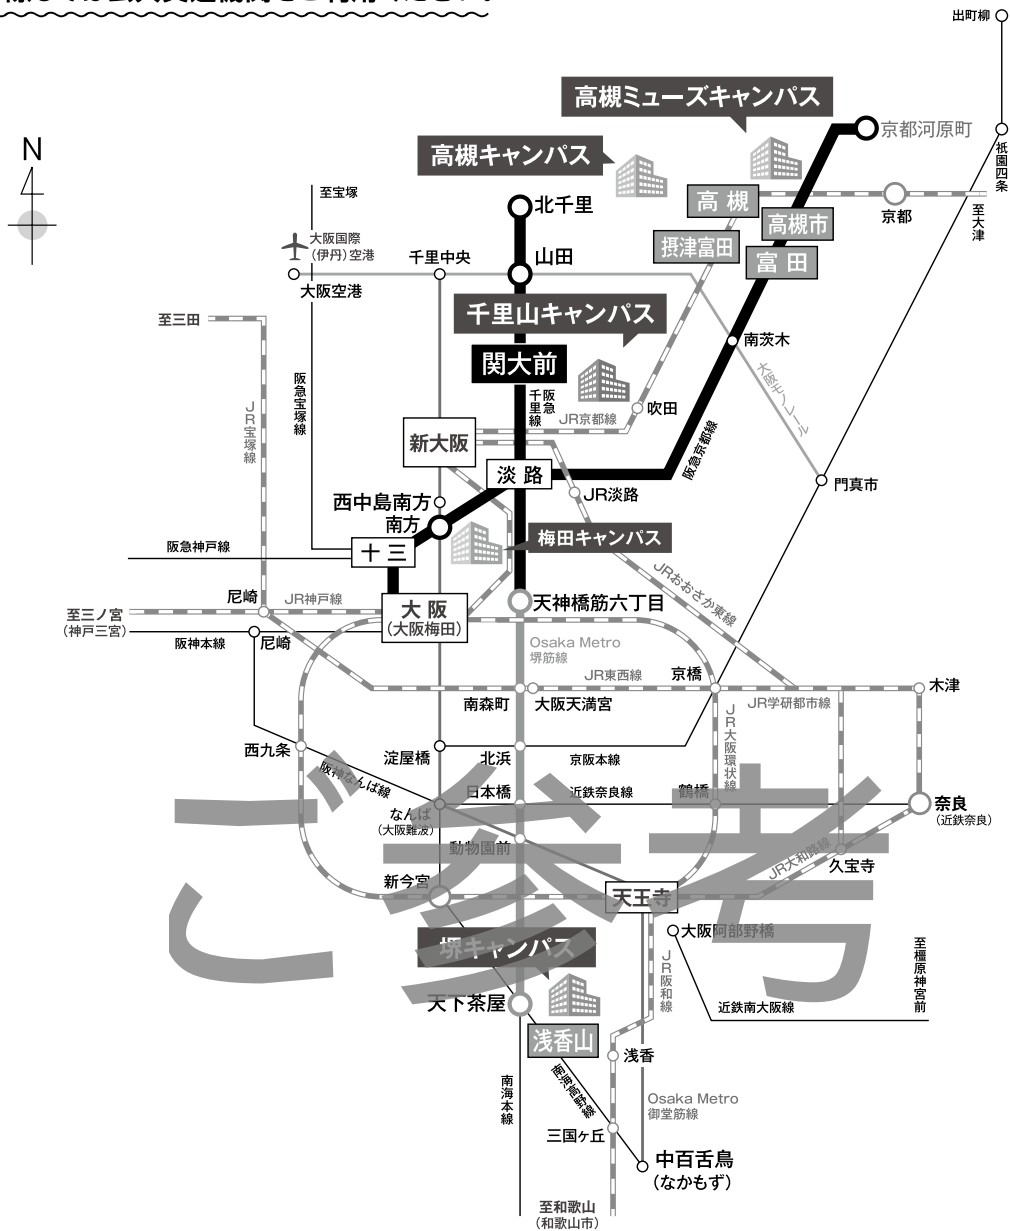 出町柳
高槻ミューズキャンパス
京都河原町
高槻キャンパス
祇園四条
N
至宝塚
高槻
京都
至大津
北千里
高槻市
大阪国際
(伊丹)空港
千里中央
山田
摂津富田
富田
大阪空港
千里山キャンパス
至三田
南茨木
関大前
阪急宝塚線
阪急
千里線
大阪モノレール
JR宝塚線
吹田
JR京都線
新大阪
阪急京都線
淡路
門真市
西中島南方
JR淡路
南方
梅田キャンパス
阪急神戸線
十三
JRおおさか東線
尼崎
JR神戸線
大阪
(大阪梅田)
天神橋筋六丁目
至三ノ宮
(神戸三宮)
阪神本線
尼崎
Osaka Metro
堺筋線
JR東西線
京橋
木津
南森町
大阪天満宮
JR学研都市線
JR大阪環状線
西九条
淀屋橋
北浜
京阪本線
阪神なんば線
日本橋
近鉄奈良線
鶴橋
なんば
(大阪難波)
奈良
(近鉄奈良)
ご参考
動物園前
JR大和路線
久宝寺
新今宮
天王寺
大阪阿部野橋
堺キャンパス
JR阪和線
至橿原神宮前
天下茶屋
近鉄南大阪線
浅香山
浅香
南海本線
南海高野線
Osaka Metro
御堂筋線
三国ヶ丘
中百舌鳥
(なかもず)
至和歌山
(和歌山市)